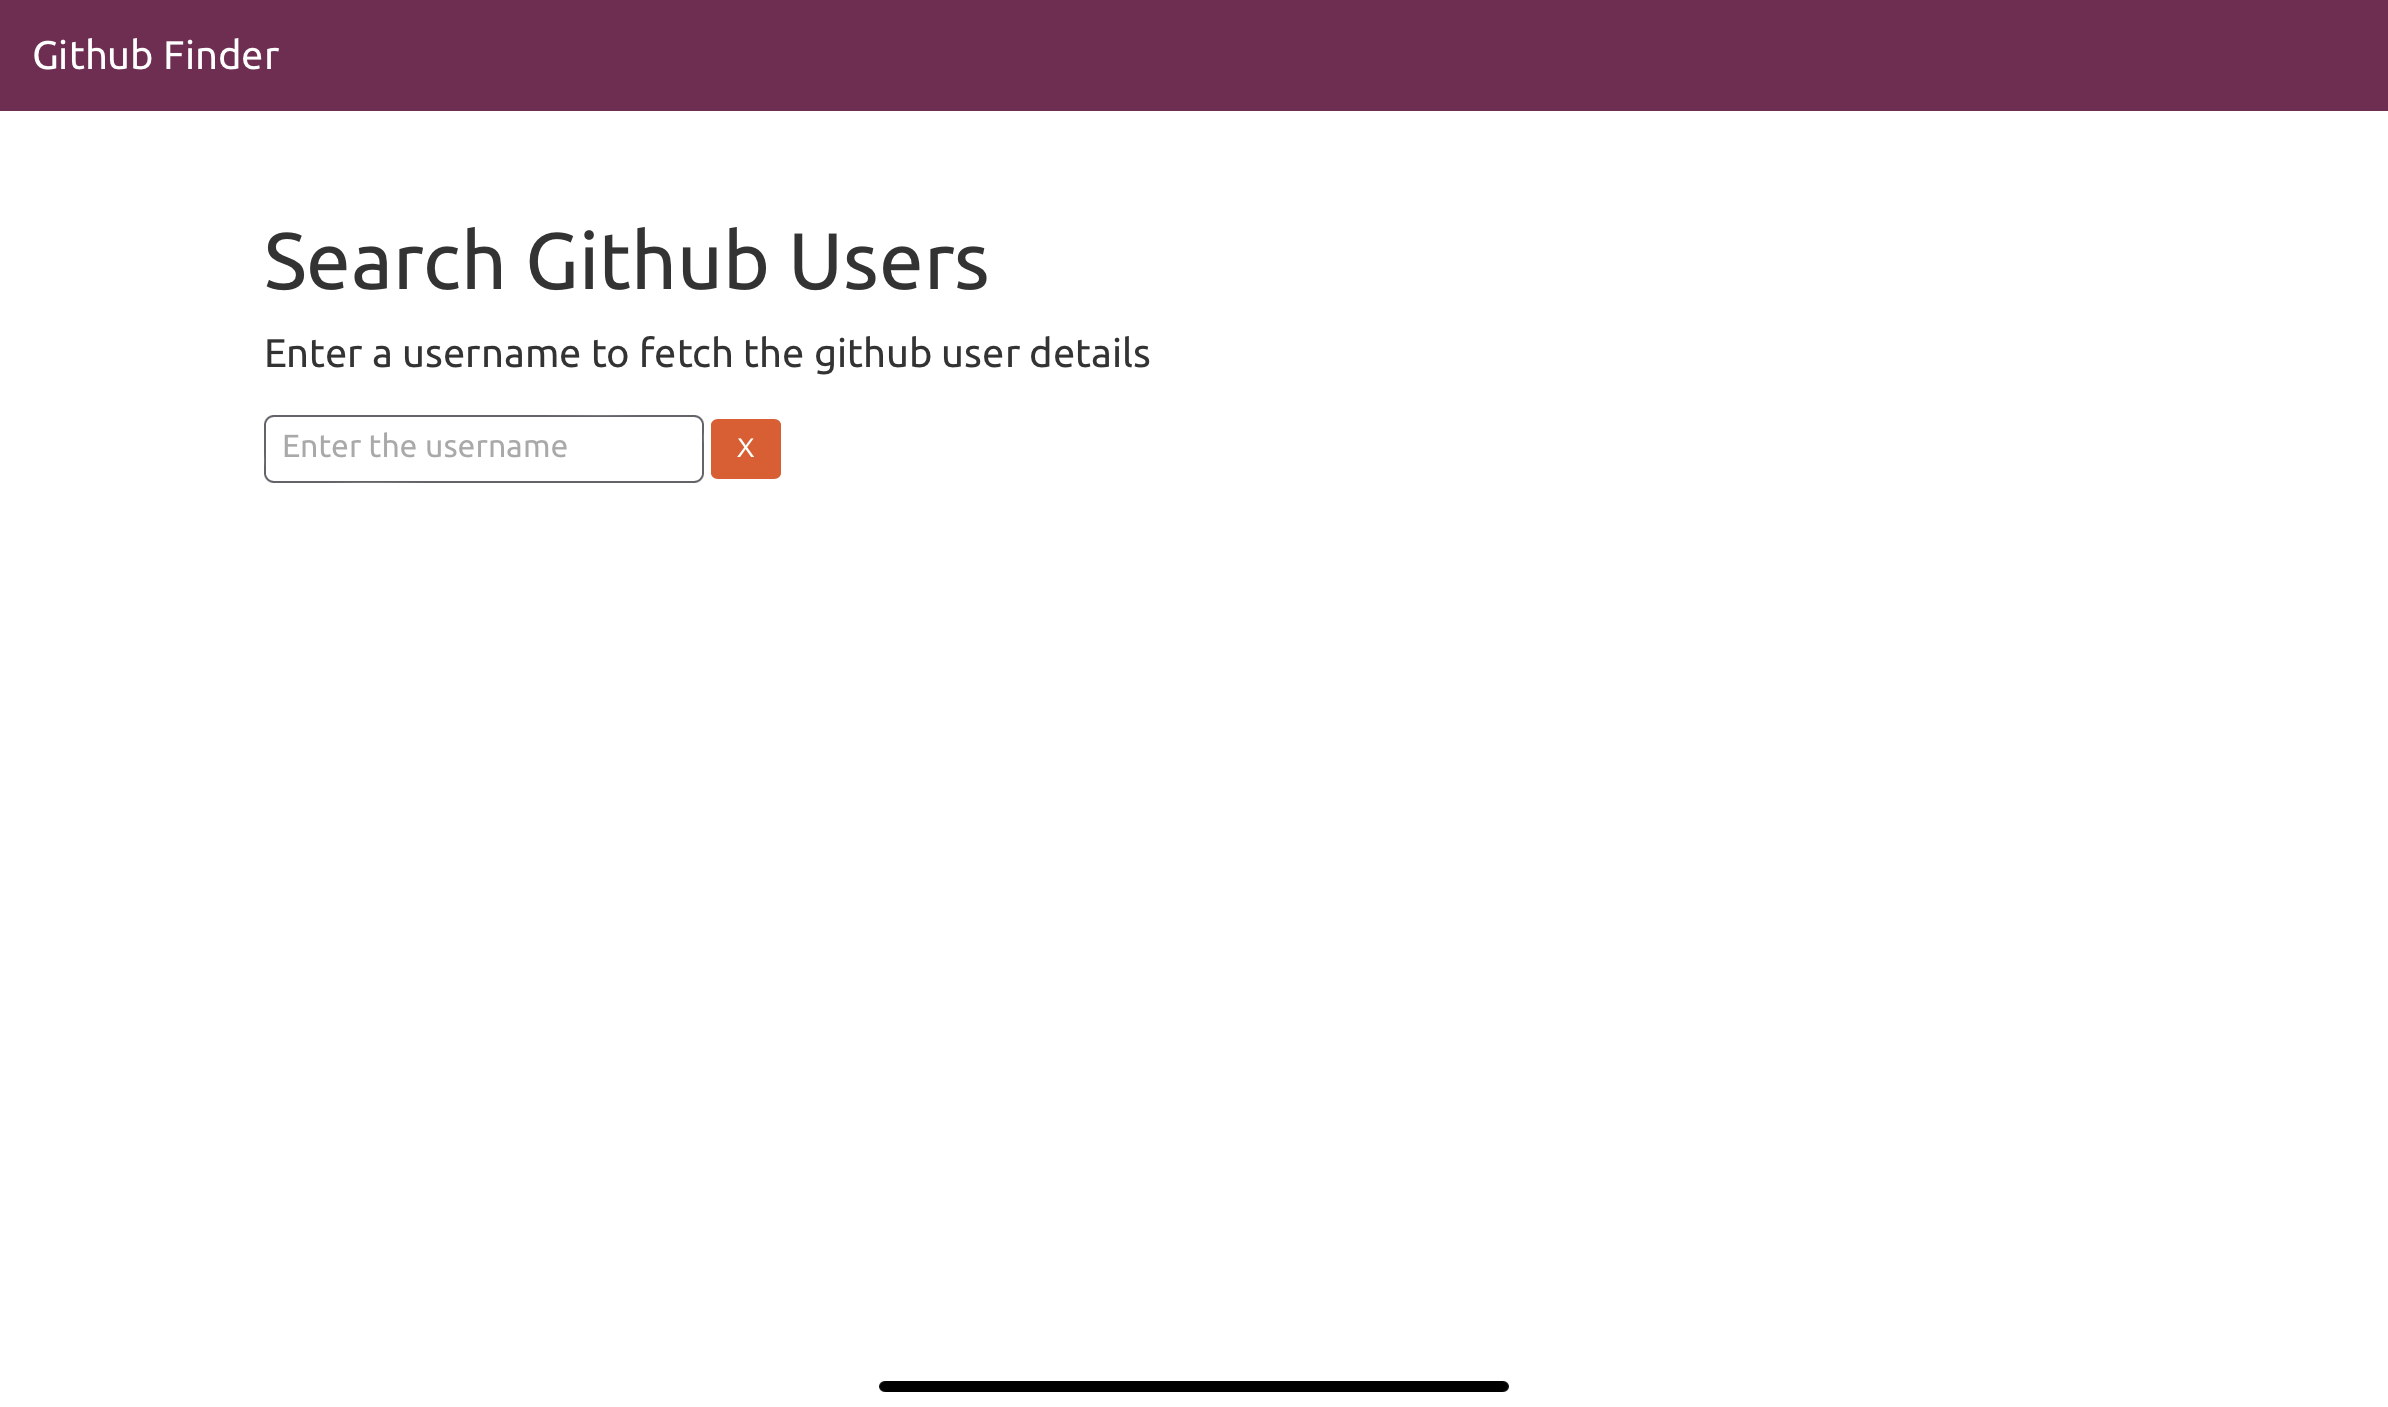 Github Finder
Search Github Users
Enter a username to fetch the github user details
Enter the username
X